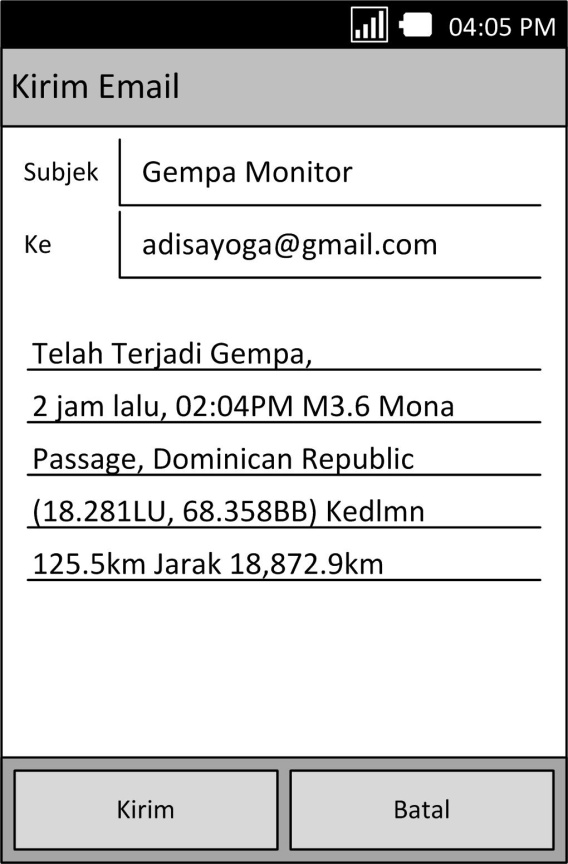 04:05 PM
Kirim Email
Subjek Gempa Monitor
Ke adisayoga@gmail.com
Telah Terjadi Gempa,
2 jam lalu, 02:04PM M3.6 Mona
Passage, Dominican Republic
(18.281LU, 68.358BB) Kedlmn
125.5km Jarak 18,872.9km
Kirim Batal